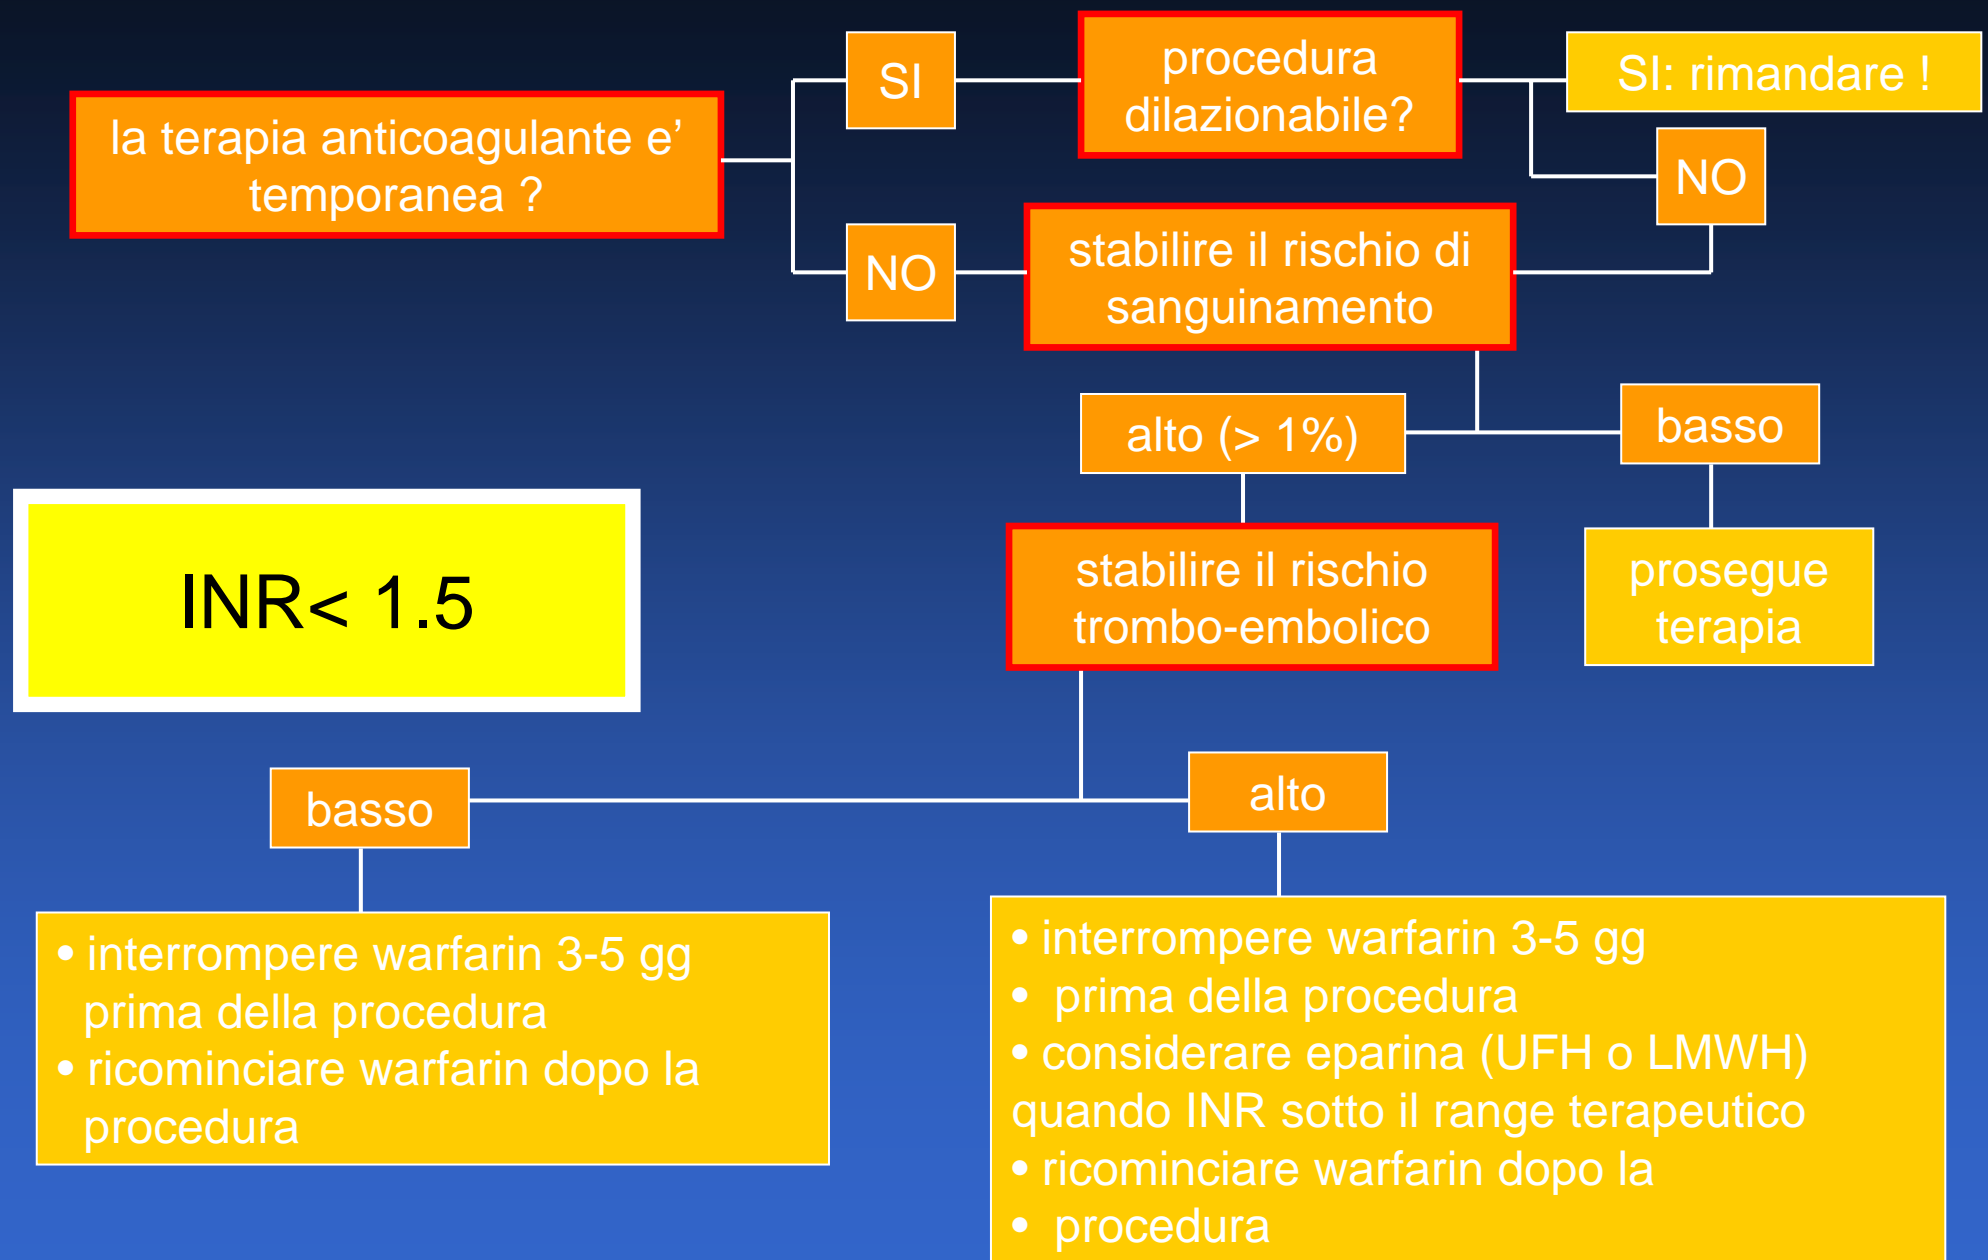 la terapia anticoagulante e’
temporanea ?
SI
procedura
dilazionabile?
SI: rimandare !
NO
NO
stabilire il rischio di
sanguinamento
alto (> 1%)
basso
INR< 1.5
stabilire il rischio
trombo-embolico
prosegue
terapia
basso
alto
• interrompere warfarin 3-5 gg
prima della procedura
• ricominciare warfarin dopo la
procedura
• interrompere warfarin 3-5 gg
• prima della procedura
• considerare eparina (UFH o LMWH)
quando INR sotto il range terapeutico
• ricominciare warfarin dopo la
• procedura